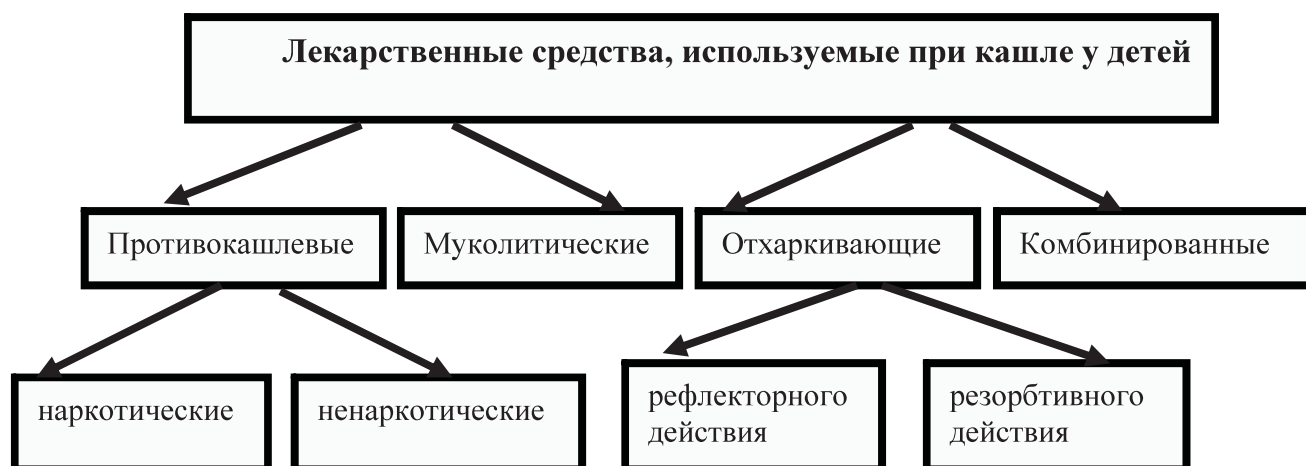 Лекарственные средства, используемые при кашле у детей
Противокашлевые
Муколитические
Отхаркивающие
Комбинированные
наркотические
ненаркотические
рефлекторного
действия
резорбтивного
действия